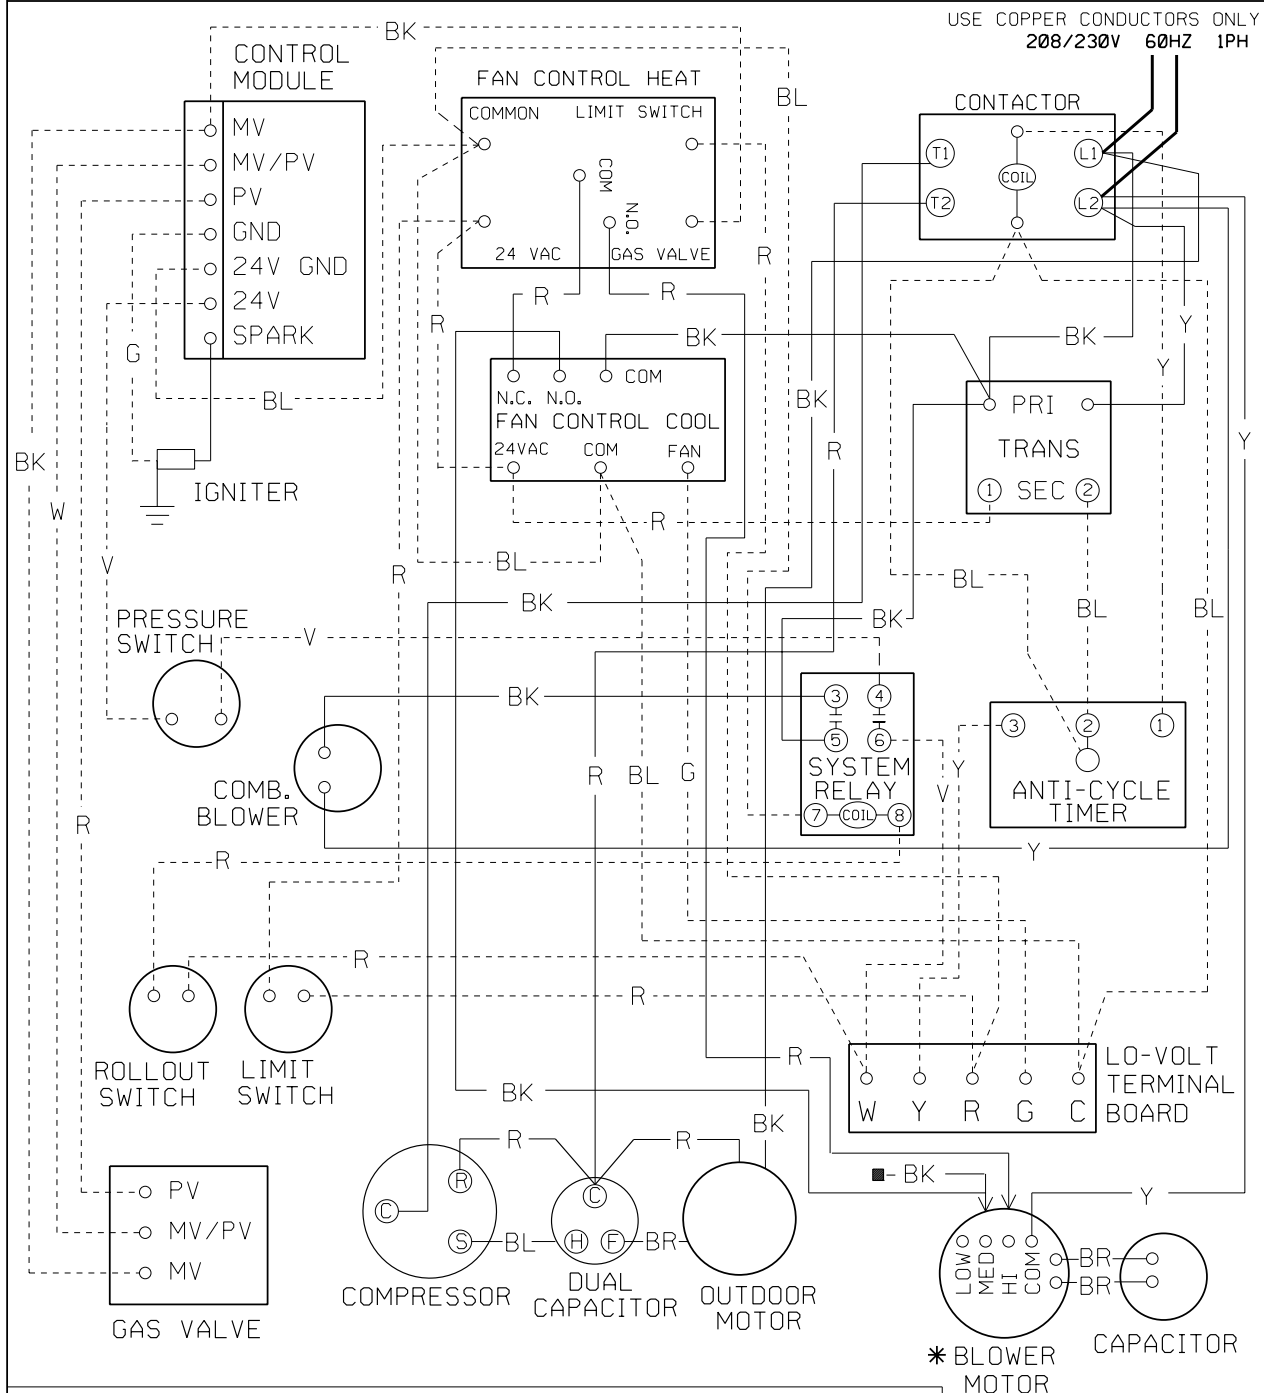 USE COPPER CONDUCTORS ONLY
208/230V 60HZ 1PH
BK
CONTROL
MODULE
MV
MV/PV
PV
GND
24V GND
24V
SPARK
FAN CONTROL HEAT
COMMON LIMIT SWITCH
COM
N.O.
24 VAC GAS VALVE
BL
CONTACTOR
T1
COIL
L1
T2
L2
R
R
R
R
G
BL
BK
BK
Y
Y
COM
N.C. N.O.
FAN CONTROL COOL
24VAC COM FAN
BK
R
PRI
TRANS
1 SEC 2
Y
BK
W
IGNITER
R
V
R
BL
BL
BL
BL
BK
BK
PRESSURE
SWITCH
V
BK
3 4
5 6
SYSTEM
RELAY
7 COIL 8
3 2 1
ANTI-CYCLE
TIMER
Y
V
COMB.
BLOWER
R
BL
G
R
R
Y
R
R
ROLLOUT
SWITCH
LIMIT
SWITCH
R
LO-VOLT
TERMINAL
BOARD
W Y R G C
BK
BK
R
R
BK
Y
PV
MV/PV
MV
GAS VALVE
C
R
S
COMPRESSOR
BL
C
H F
DUAL
CAPACITOR
BR
OUTDOOR
MOTOR
LOW
MED
HI
COM
BR
BR
* BLOWER
MOTOR
CAPACITOR